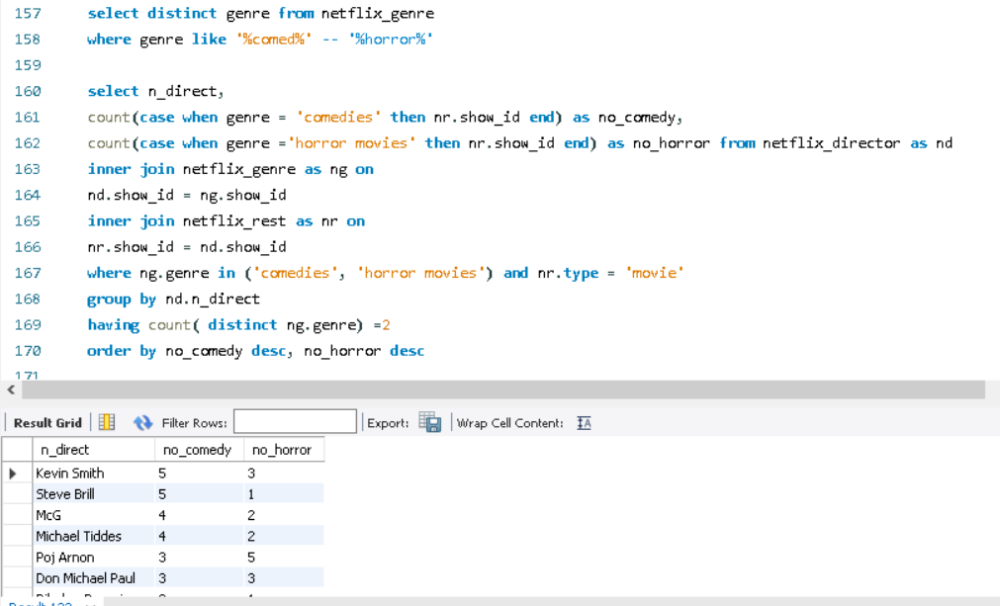 157 select distinct genre from netflix_genre
158 where genre like '%comed%' -- '%horror%'
159
160 select n_direct,
161 count(case when genre = 'comedies' then nr.show_id end) as no_comedy,
162 count(case when genre ='horror movies' then nr.show_id end) as no_horror from netflix_director as nd
163 inner join netflix_genre as ng on
164 nd.show_id = ng.show_id
165 inner join netflix_rest as nr on
166 nr.show_id = nd.show_id
167 where ng.genre in ('comedies', 'horror movies') and nr.type = 'movie'
168 group by nd.n_direct
169 having count( distinct ng.genre) =2
170 order by no_comedy desc, no_horror desc
171
Result Grid Filter Rows: Export: Wrap Cell Content:
n_direct no_comedy no_horror
Kevin Smith 5 3
Steve Brill 5 1
McG 4 2
Michael Tiddes 4 2
Poj Arnon 3 5
Don Michael Paul 3 3